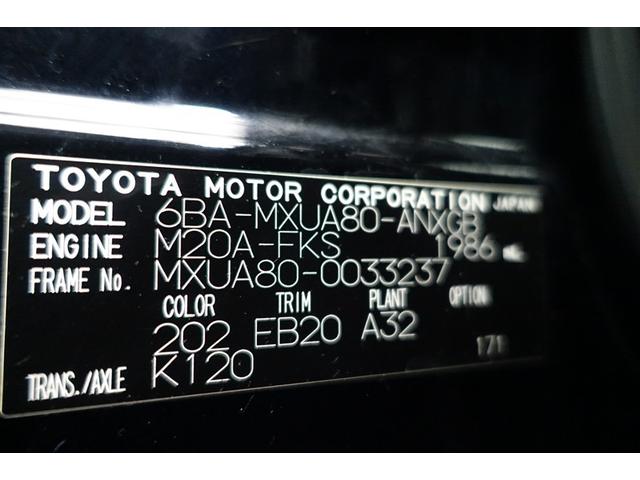 TOYOTA MOTOR CORPORATION JAPAN
MODEL 6BA-MXUA80-ANXGB
ENGINE M20A-FKS 1986
FRAME No. MXUA80-0033237
COLOR TRIM PLANT OPTION
202 EB20 A32
TRANS./AXLE K120 171